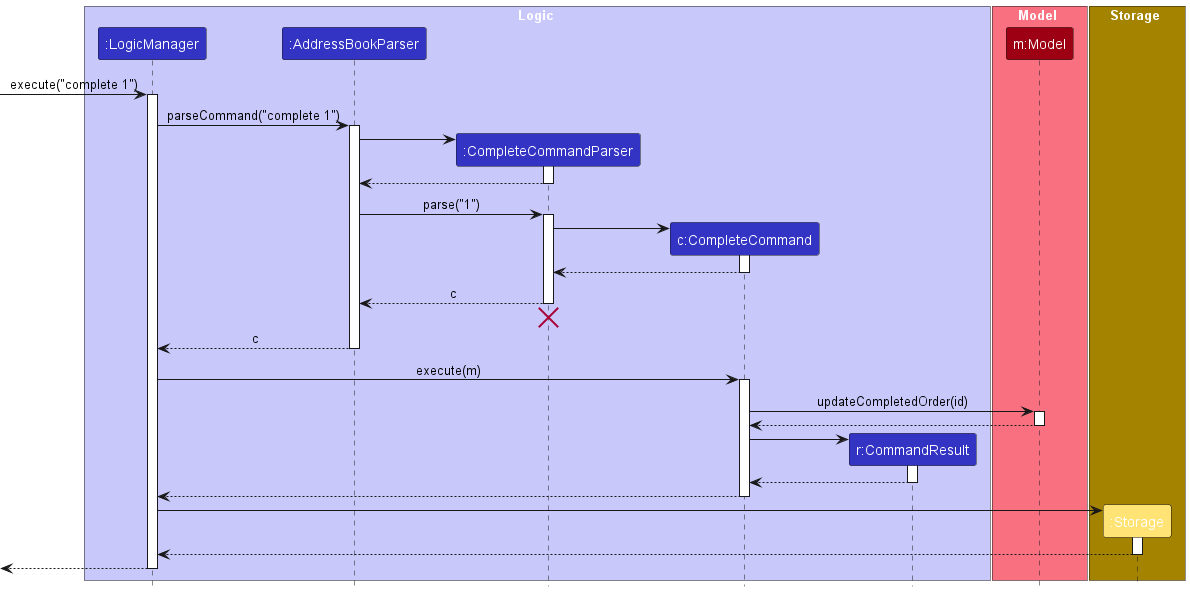 Logic
Model
Storage
:LogicManager
:AddressBookParser
m:Model
execute("complete 1")
parseCommand("complete 1")
:CompleteCommandParser
parse("1")
c:CompleteCommand
c
c
execute(m)
updateCompletedOrder(id)
r:CommandResult
:Storage